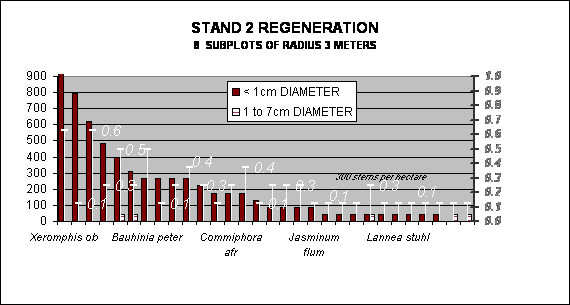 STAND 2 REGENERATION
8 SUBPLOTS OF RADIUS 3 METERS
< 1cm DIAMETER
1 to 7cm DIAMETER
900
800
700
600
500
400
300
200
100
0
1.0
0.9
0.8
0.7
0.6
0.5
0.4
0.3
0.2
0.1
0.0
0.6
0.5
0.4
0.4
300 stems per hectare
0.1
0.3
0.1
0.1
0.3
0.1
0.3
0.1
Xeromphis ob
Bauhinia peter
Commiphora
afr
Jasminum
flum
Lannea stuhl